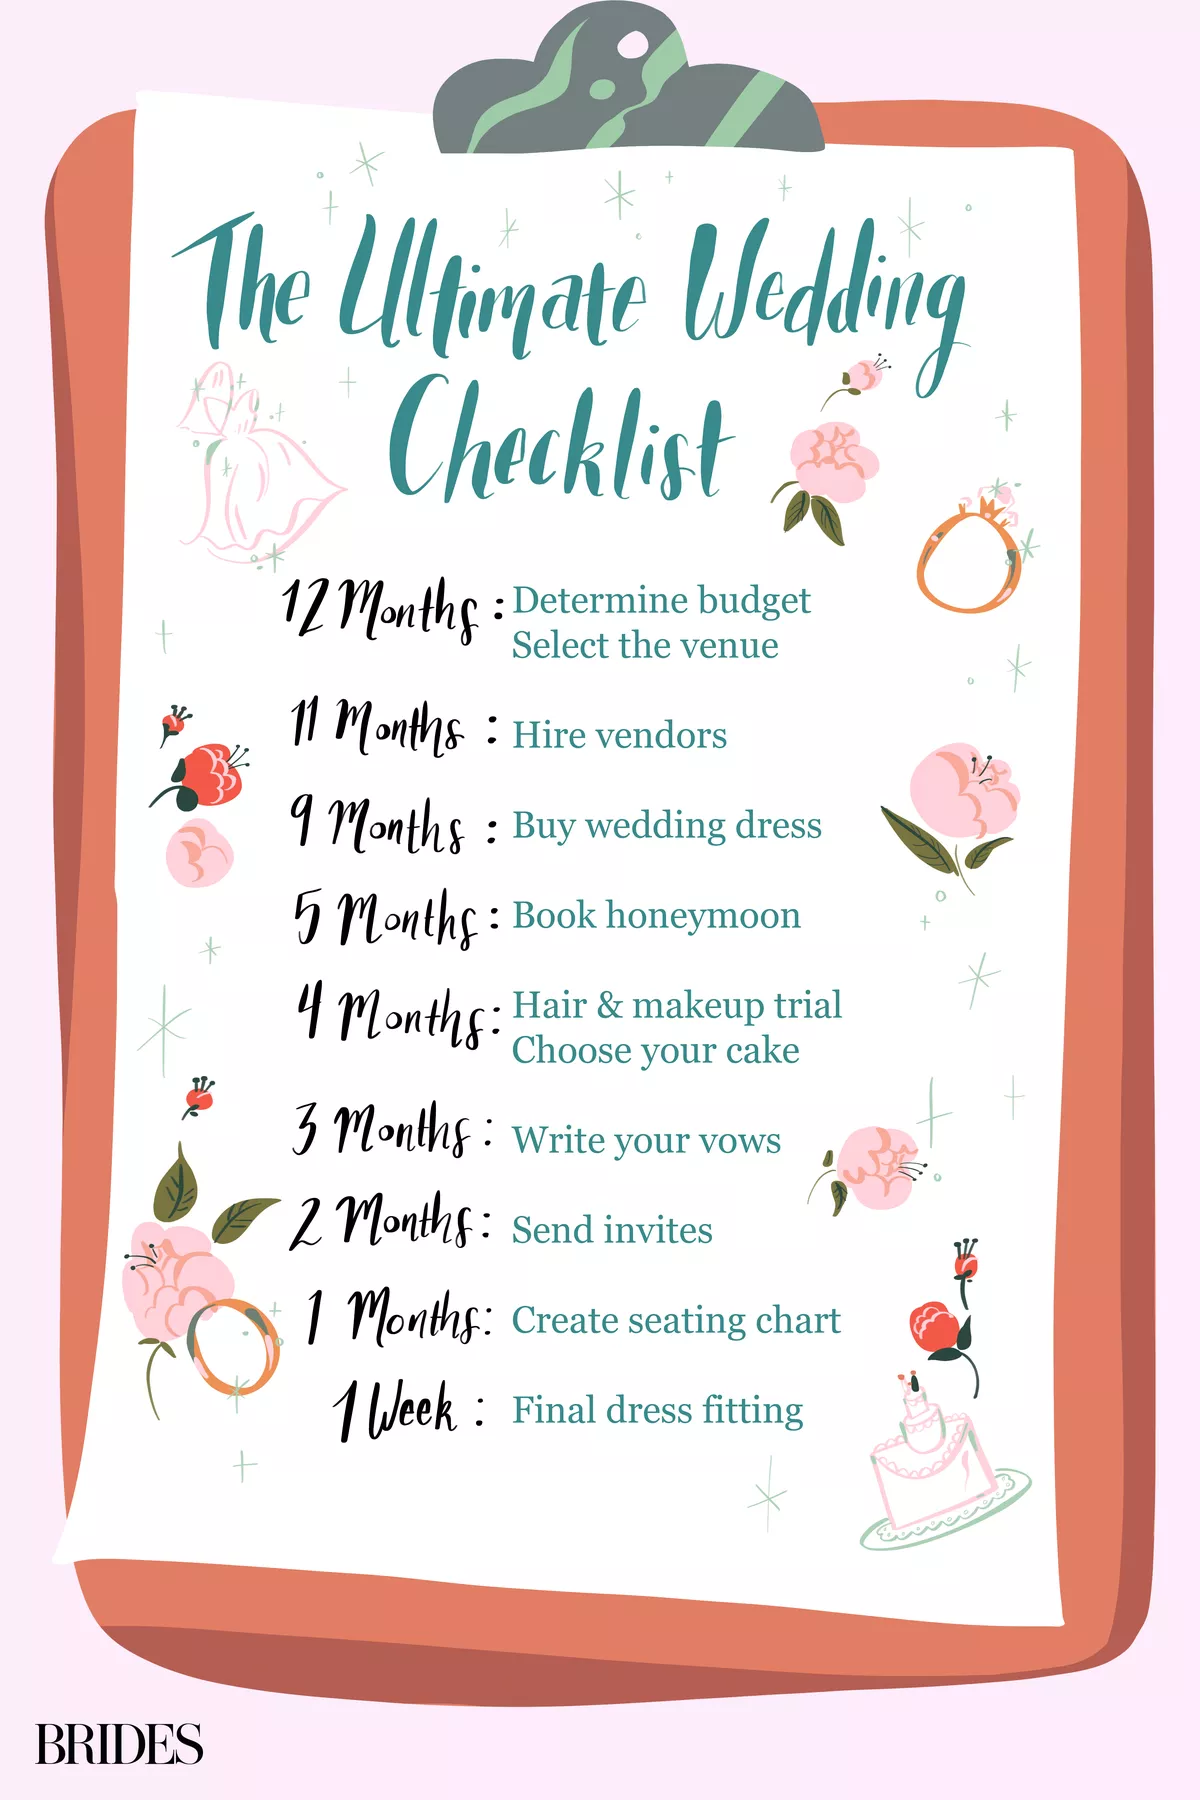 The Ultimate Wedding
Checklist
12 Months : Determine budget
Select the venue
11 Months : Hire vendors
9 Months : Buy wedding dress
5 Months : Book honeymoon
4 Months : Hair & makeup trial
Choose your cake
3 Months : Write your vows
2 Months : Send invites
1 Months : Create seating chart
1 Week : Final dress fitting
BRIDES